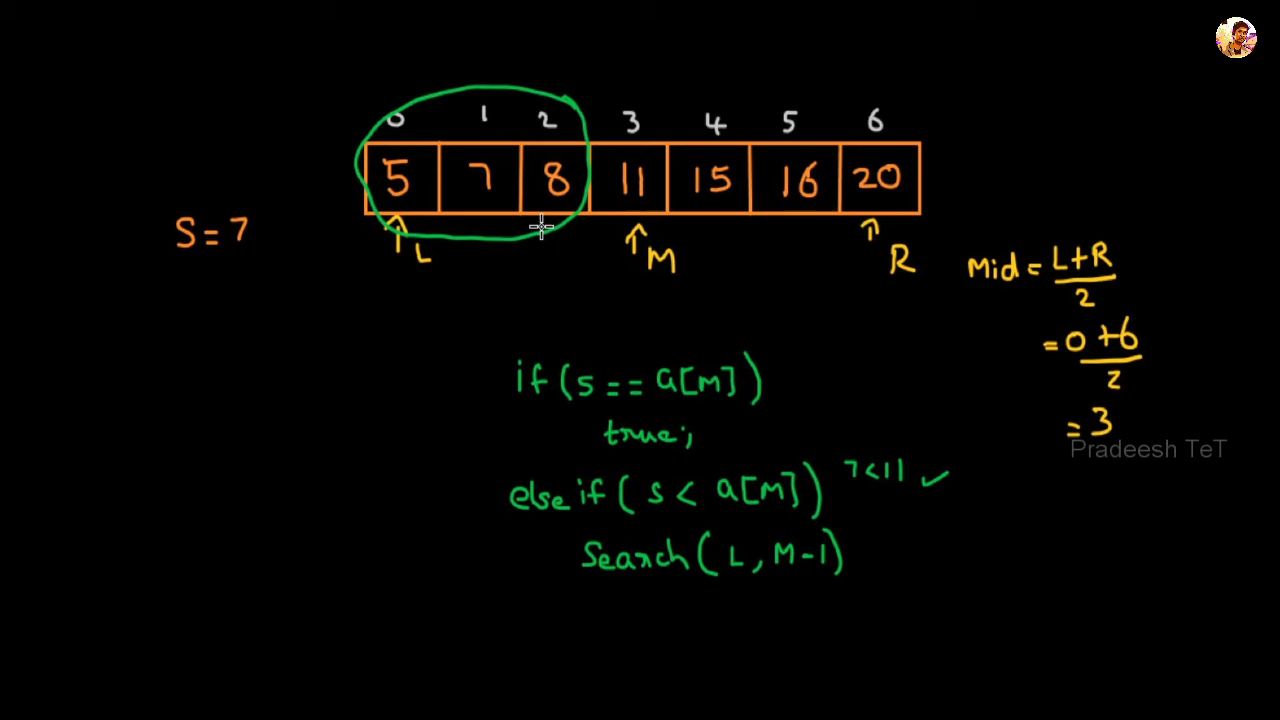 0 1 2 3 4 5 6
5 7 8 11 15 16 20
S = 7
L M R
Mid = L+R
2
= 0+6
2
= 3
if (s == a[M])
true;
else if ( s < a[M]) 7<11 ✓
Search( L, M-1)
Pradeesh TeT